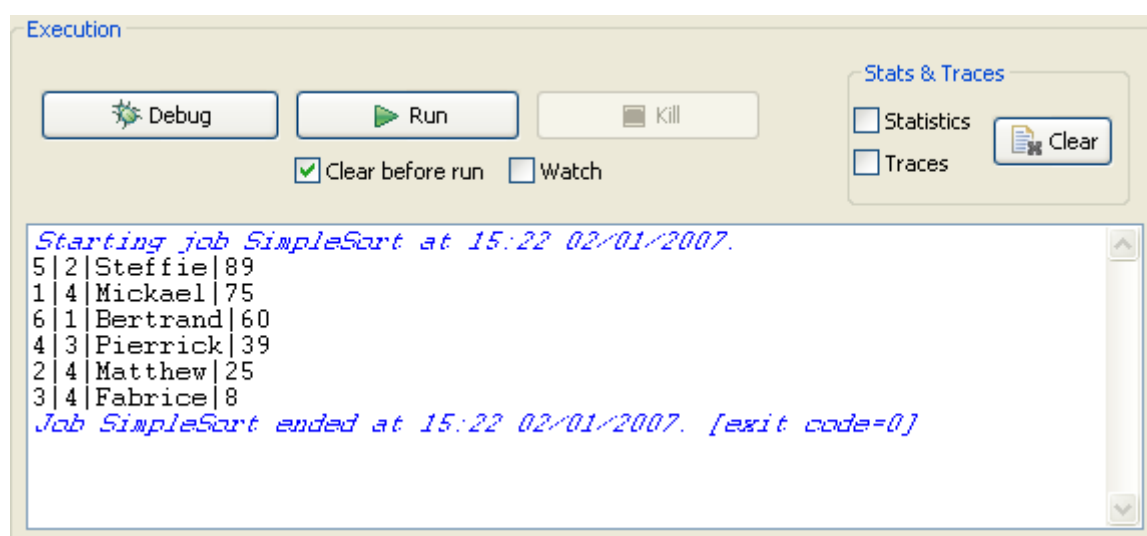 Execution
Stats & Traces
Debug
Run
Kill
Statistics
Clear
Clear before run
Watch
Traces
Starting job SimpleSort at 15:22 02/01/2007.
5|2|Steffie|89
1|4|Mickael|75
6|1|Bertrand|60
4|3|Pierrick|39
2|4|Matthew|25
3|4|Fabrice|8
Job SimpleSort ended at 15:22 02/01/2007. [exit code=0]